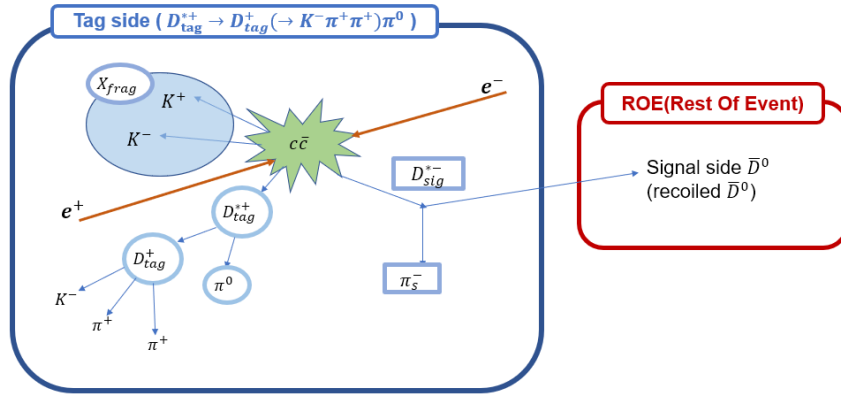 Tag side ( D*+tag → D+tag(→ K−π+π+)π0 )
Xfrag
K+
K−
cc̄
e−
ROE(Rest Of Event)
D*−sig
Signal side D̄0
(recoiled D̄0)
e+
D*+tag
D+tag
π0
π−s
K−
π+
π+